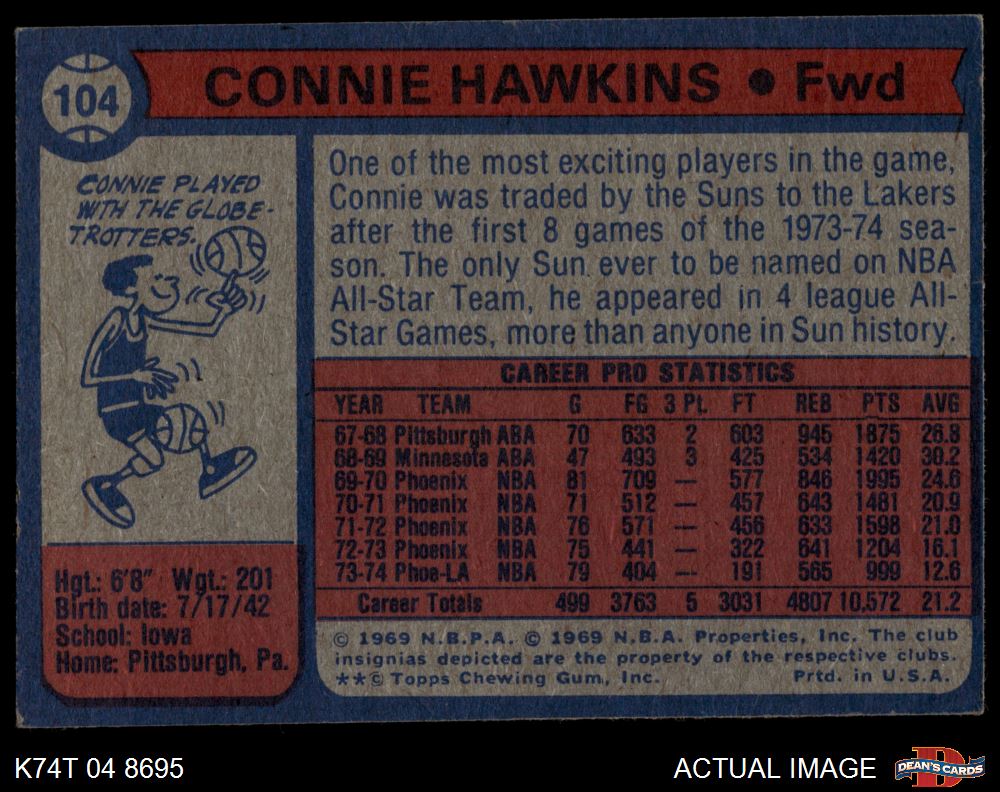 104
CONNIE HAWKINS • Fwd
CONNIE PLAYED
WITH THE GLOBE-
TROTTERS.
One of the most exciting players in the game,
Connie was traded by the Suns to the Lakers
after the first 8 games of the 1973-74 sea-
son. The only Sun ever to be named on NBA
All-Star Team, he appeared in 4 league All-
Star Games, more than anyone in Sun history.
CAREER PRO STATISTICS
YEAR TEAM G FG 3 Pt. FT REB PTS AVG
67-68 Pittsburgh ABA 70 633 2 603 945 1875 26.8
68-69 Minnesota ABA 47 493 3 425 534 1420 30.2
69-70 Phoenix NBA 81 709 — 577 846 1995 24.6
70-71 Phoenix NBA 71 512 — 457 643 1481 20.9
71-72 Phoenix NBA 76 571 — 456 633 1598 21.0
72-73 Phoenix NBA 75 441 — 322 641 1204 16.1
73-74 Phoe-LA NBA 79 404 — 191 565 999 12.6
Career Totals 499 3763 5 3031 4807 10,572 21.2
Hgt.: 6'8" Wgt.: 201
Birth date: 7/17/42
School: Iowa
Home: Pittsburgh, Pa.
© 1969 N.B.P.A. © 1969 N.B.A. Properties, Inc. The club
insignias depicted are the property of the respective clubs.
**© Topps Chewing Gum, Inc. Prtd. in U.S.A.
K74T 04 8695
ACTUAL IMAGE
DEAN'S CARDS